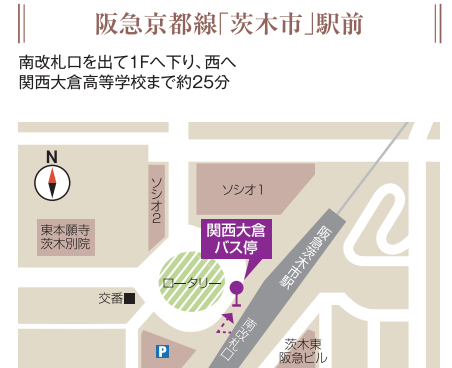 阪急京都線「茨木市」駅前
南改札口を出て1Fへ下り、西へ
関西大倉高等学校まで約25分
N
ソシオ2
ソシオ1
東本願寺
茨木別院
関西大倉
バス停
阪急茨木市駅
ロータリー
交番
南改札口
P
茨木東
阪急ビル